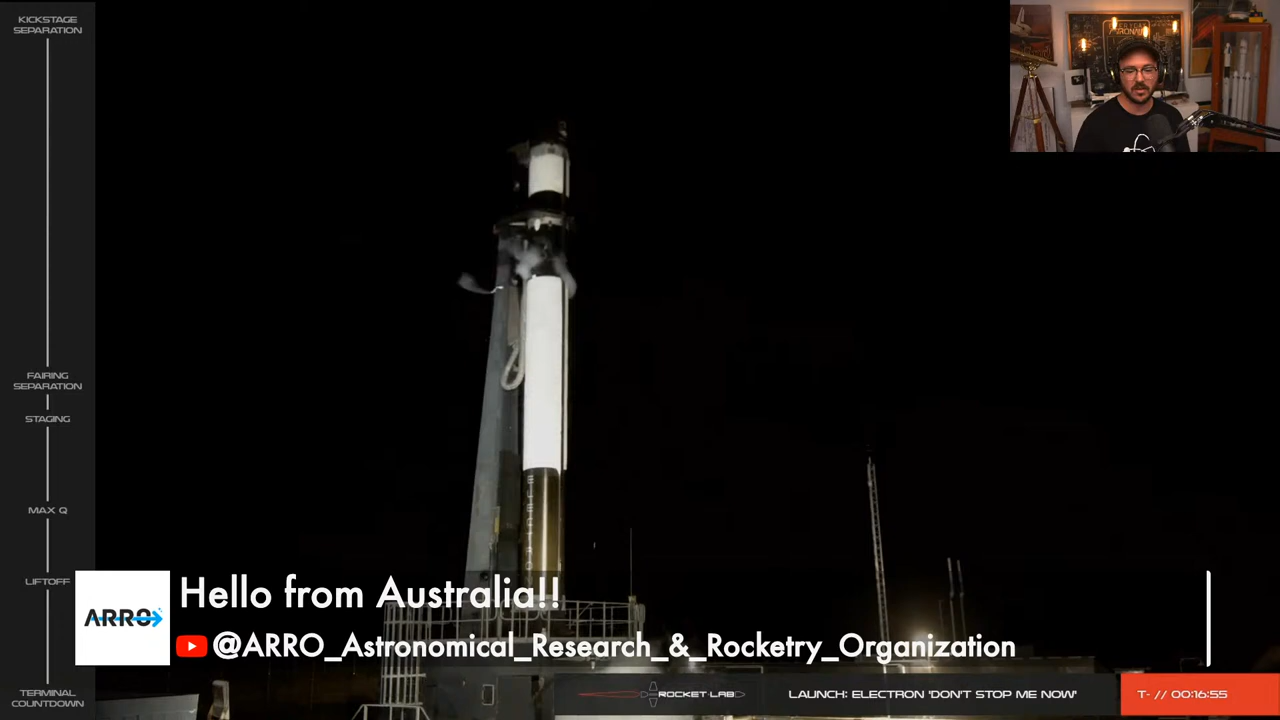 KICKSTAGE
SEPARATION
FAIRING
SEPARATION
STAGING
MAX Q
LIFTOFF
TERMINAL
COUNTDOWN
ARRO
Hello from Australia!!
@ARRO_Astronomical_Research_&_Rocketry_Organization
ROCKET LAB
LAUNCH: ELECTRON 'DON'T STOP ME NOW'
T- // 00:16:55